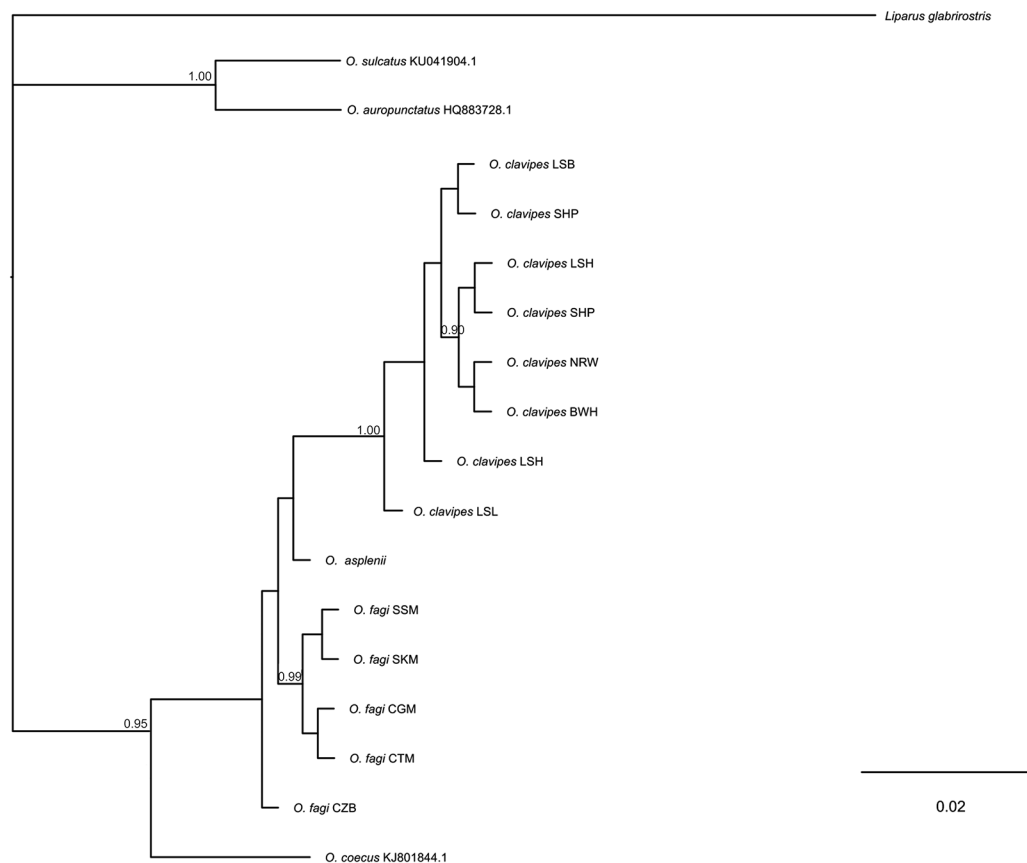 Liparus glabrirostris
O. sulcatus KU041904.1
1.00
O. auropunctatus HQ883728.1
O. clavipes LSB
O. clavipes SHP
O. clavipes LSH
O. clavipes SHP
0.90
O. clavipes NRW
O. clavipes BWH
1.00
O. clavipes LSH
O. clavipes LSL
O. asplenii
O. fagi SSM
O. fagi SKM
0.99
O. fagi CGM
0.95
O. fagi CTM
O. fagi CZB
0.02
O. coecus KJ801844.1